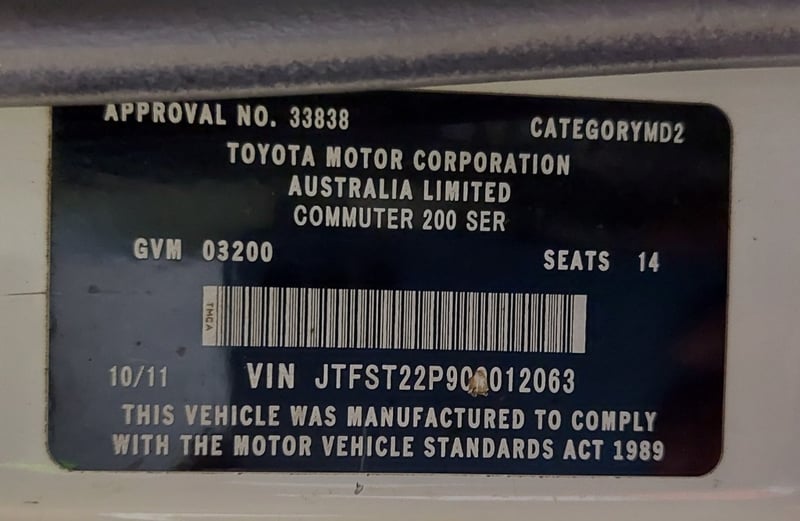 APPROVAL NO. 33838
CATEGORYMD2
TOYOTA MOTOR CORPORATION
AUSTRALIA LIMITED
COMMUTER 200 SER
GVM 03200
SEATS 14
TMCA
10/11 VIN
THIS VEHICLE WAS MANUFACTURED TO COMPLY
WITH THE MOTOR VEHICLE STANDARDS ACT 1989